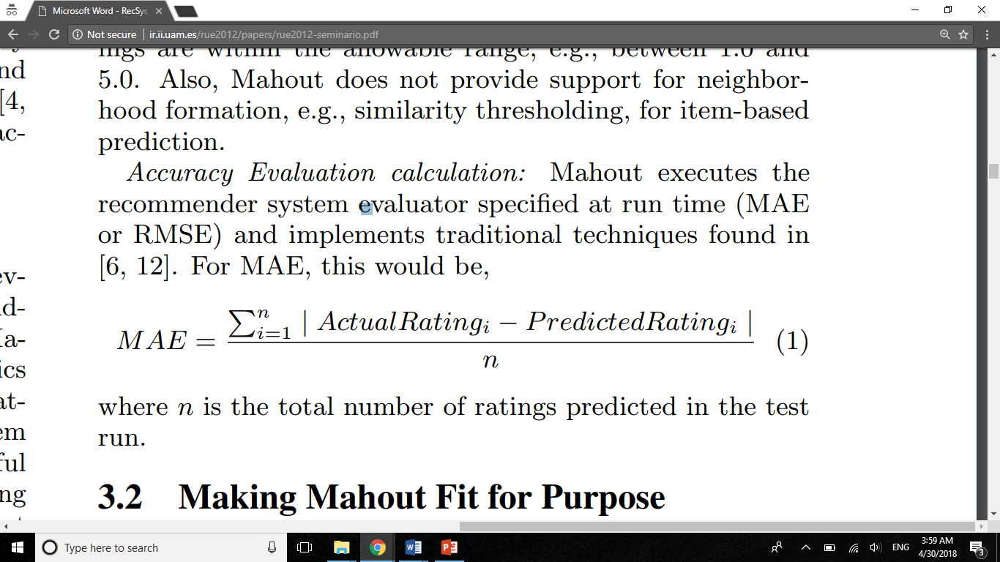 Microsoft Word - RecSys
Not secure | ir.ii.uam.es/rue2012/papers/rue2012-seminario.pdf
ings are within the allowable range, e.g., between 1.0 and
5.0. Also, Mahout does not provide support for neighbor-
hood formation, e.g., similarity thresholding, for item-based
prediction.
Accuracy Evaluation calculation: Mahout executes the
recommender system evaluator specified at run time (MAE
or RMSE) and implements traditional techniques found in
[6, 12]. For MAE, this would be,
MAE = \frac{\sum_{i=1}^{n} | ActualRating_i − PredictedRating_i |}{n} (1)
where n is the total number of ratings predicted in the test
run.
3.2 Making Mahout Fit for Purpose
nd
[4,
ac-
ev-
d-
a-
ics
at-
em
ful
ng
Type here to search
ENG
3:59 AM
4/30/2018
3